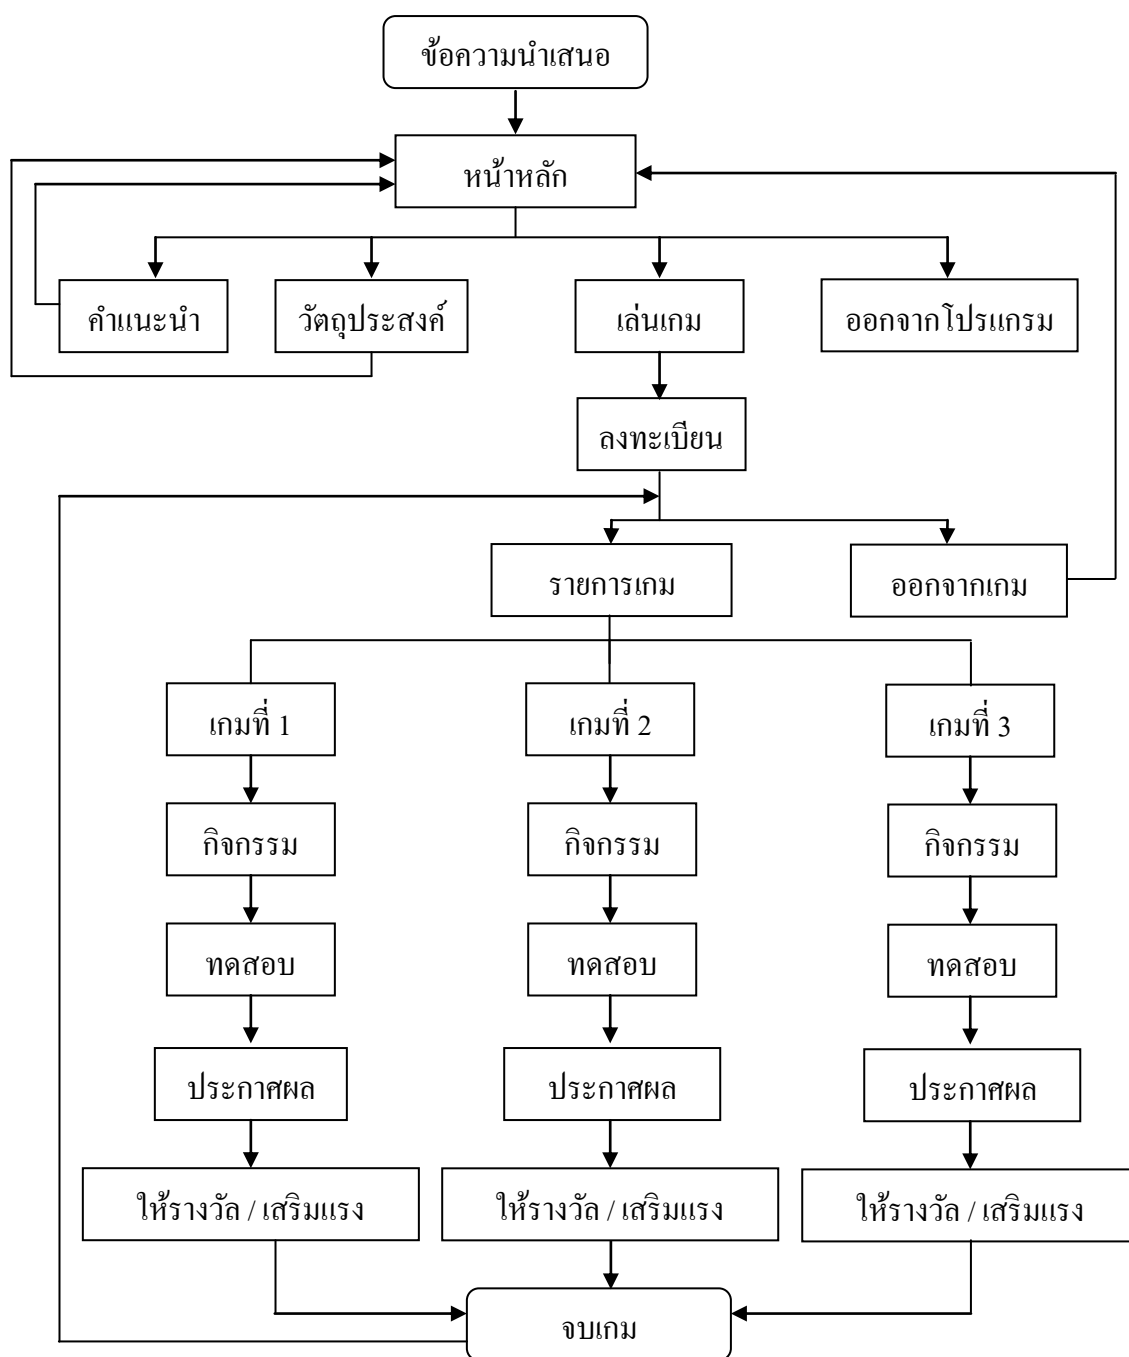 ข้อความนำเสนอ
หน้าหลัก
คำแนะนำ
วัตถุประสงค์
เล่นเกม
ออกจากโปรแกรม
ลงทะเบียน
รายการเกม
ออกจากเกม
เกมที่ 1
เกมที่ 2
เกมที่ 3
กิจกรรม
กิจกรรม
กิจกรรม
ทดสอบ
ทดสอบ
ทดสอบ
ประกาศผล
ประกาศผล
ประกาศผล
ให้รางวัล / เสริมแรง
ให้รางวัล / เสริมแรง
ให้รางวัล / เสริมแรง
จบเกม